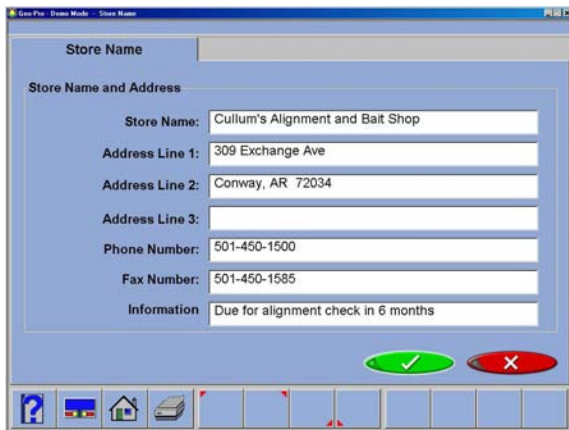 Geo-Pro - Demo Mode - Store Name
Store Name
Store Name and Address
Store Name: Cullum's Alignment and Bait Shop
Address Line 1: 309 Exchange Ave
Address Line 2: Conway, AR 72034
Address Line 3:
Phone Number: 501-450-1500
Fax Number: 501-450-1585
Information Due for alignment check in 6 months